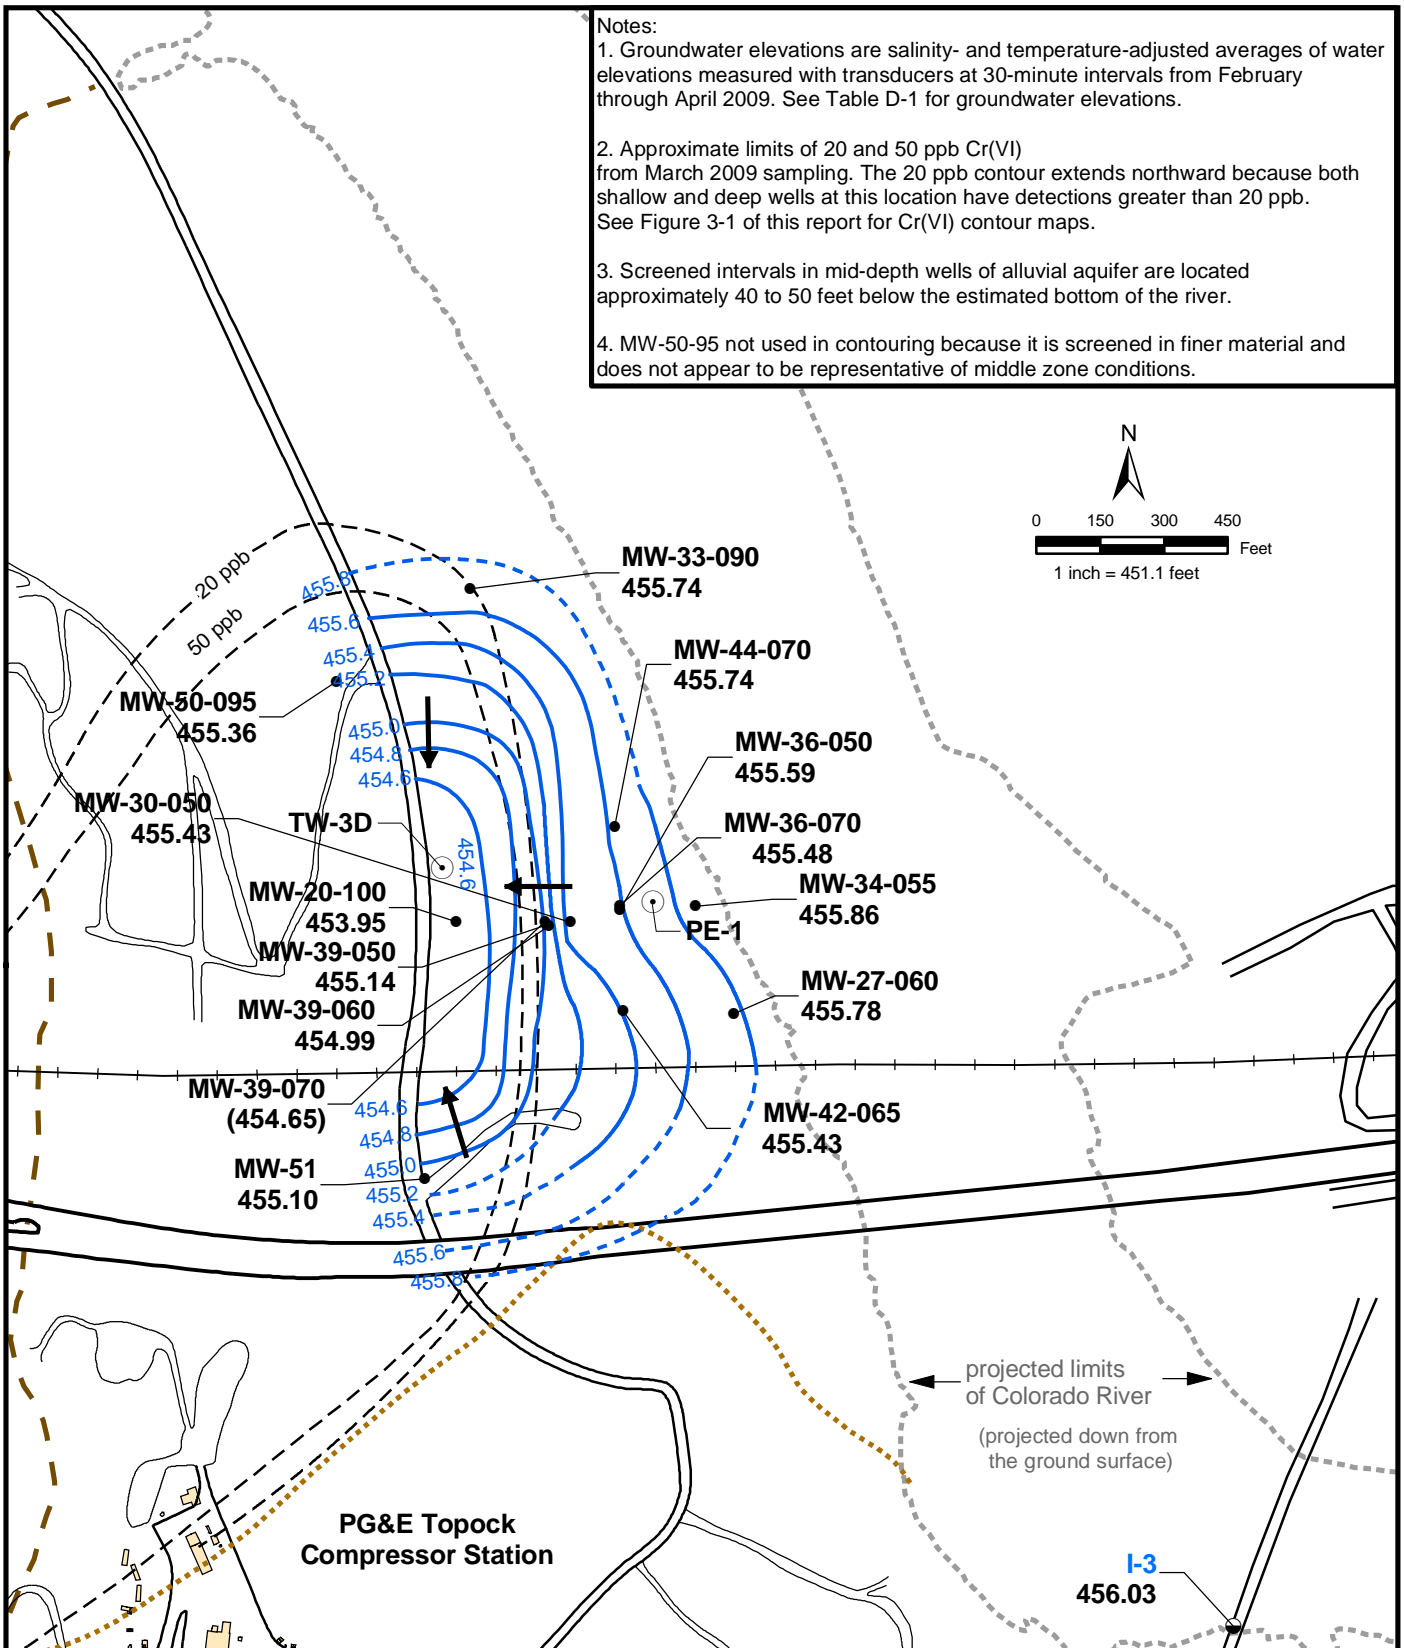 Notes:
1. Groundwater elevations are salinity- and temperature-adjusted averages of water
elevations measured with transducers at 30-minute intervals from February
through April 2009. See Table D-1 for groundwater elevations.
2. Approximate limits of 20 and 50 ppb Cr(VI)
from March 2009 sampling. The 20 ppb contour extends northward because both
shallow and deep wells at this location have detections greater than 20 ppb.
See Figure 3-1 of this report for Cr(VI) contour maps.
3. Screened intervals in mid-depth wells of alluvial aquifer are located
approximately 40 to 50 feet below the estimated bottom of the river.
4. MW-50-95 not used in contouring because it is screened in finer material and
does not appear to be representative of middle zone conditions.
N
0 150 300 450
Feet
1 inch = 451.1 feet
20 ppb
50 ppb
455.8
455.6
455.4
455.2
455.0
454.8
454.6
454.6
MW-33-090
455.74
MW-44-070
455.74
MW-50-095
455.36
MW-36-050
455.59
MW-30-050
455.43
TW-3D
MW-36-070
455.48
MW-20-100
453.95
MW-34-055
455.86
PE-1
MW-39-050
455.14
MW-27-060
455.78
MW-39-060
454.99
MW-39-070
(454.65)
MW-42-065
455.43
MW-51
455.10
454.6
454.8
455.0
455.2
455.4
455.6
455.8
projected limits
of Colorado River
(projected down from
the ground surface)
PG&E Topock
Compressor Station
I-3
456.03